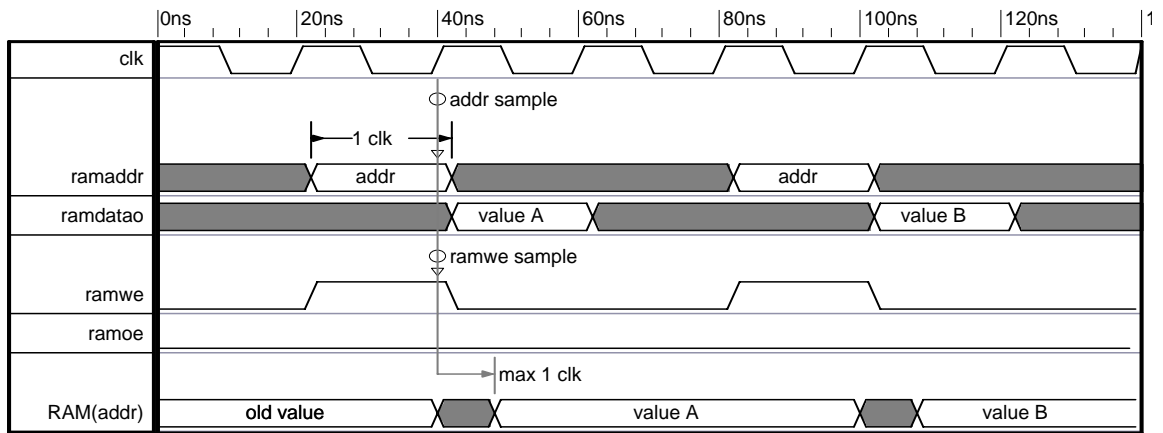 0ns 20ns 40ns 60ns 80ns 100ns 120ns 1
clk
addr sample
1 clk
ramaddr addr addr
ramdatao value A value B
ramwe sample
ramwe
ramoe
max 1 clk
RAM(addr) old value value A value B